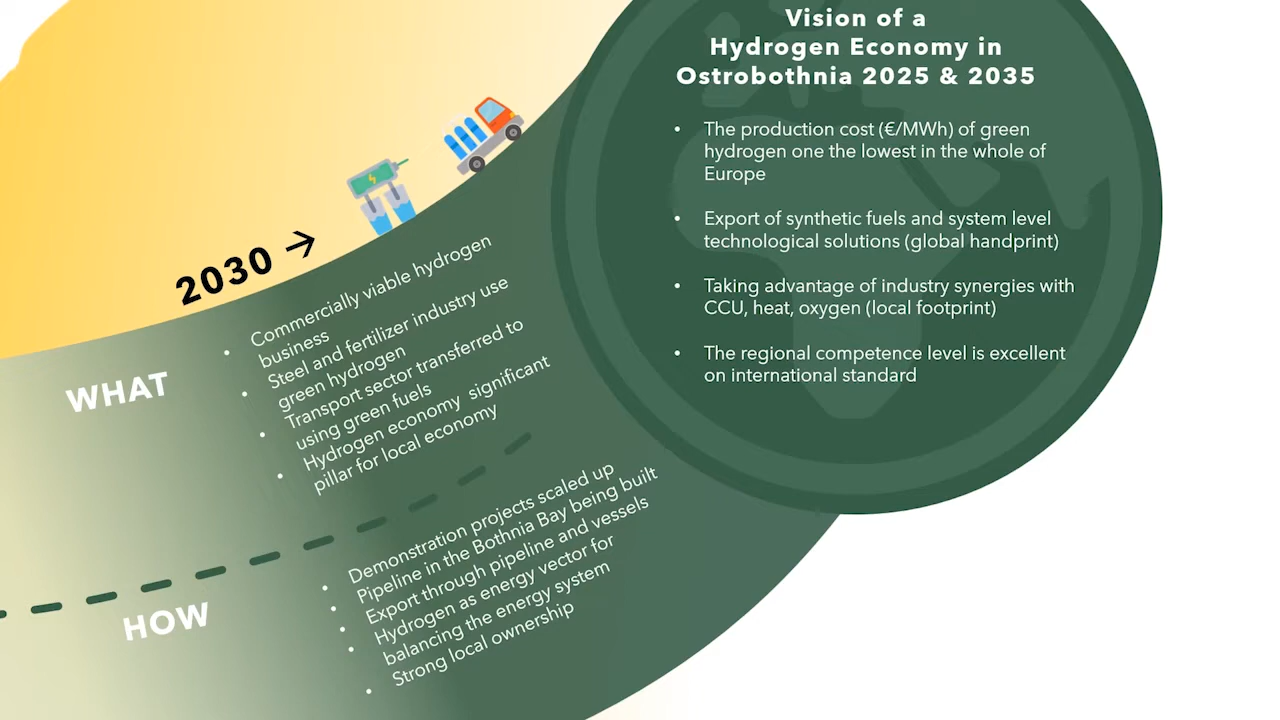 Vision of a
Hydrogen Economy in
Ostrobothnia 2025 & 2035
• The production cost (€/MWh) of green
hydrogen one the lowest in the whole of
Europe
• Export of synthetic fuels and system level
technological solutions (global handprint)
• Taking advantage of industry synergies with
CCU, heat, oxygen (local footprint)
• The regional competence level is excellent
on international standard
2030 →
WHAT
• Commercially viable hydrogen
business
• Steel and fertilizer industry use
green hydrogen
• Transport sector transferred to
using green fuels
• Hydrogen economy significant
pillar for local economy
HOW
• Demonstration projects scaled up
• Pipeline in the Bothnia Bay being built
• Export through pipeline and vessels
• Hydrogen as energy vector for
balancing the energy system
• Strong local ownership